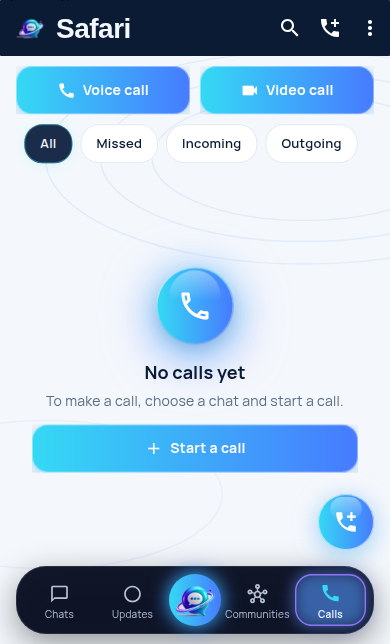 Safari
Voice call
Video call
All
Missed
Incoming
Outgoing
No calls yet
To make a call, choose a chat and start a call.
Start a call
Chats
Updates
Communities
Calls